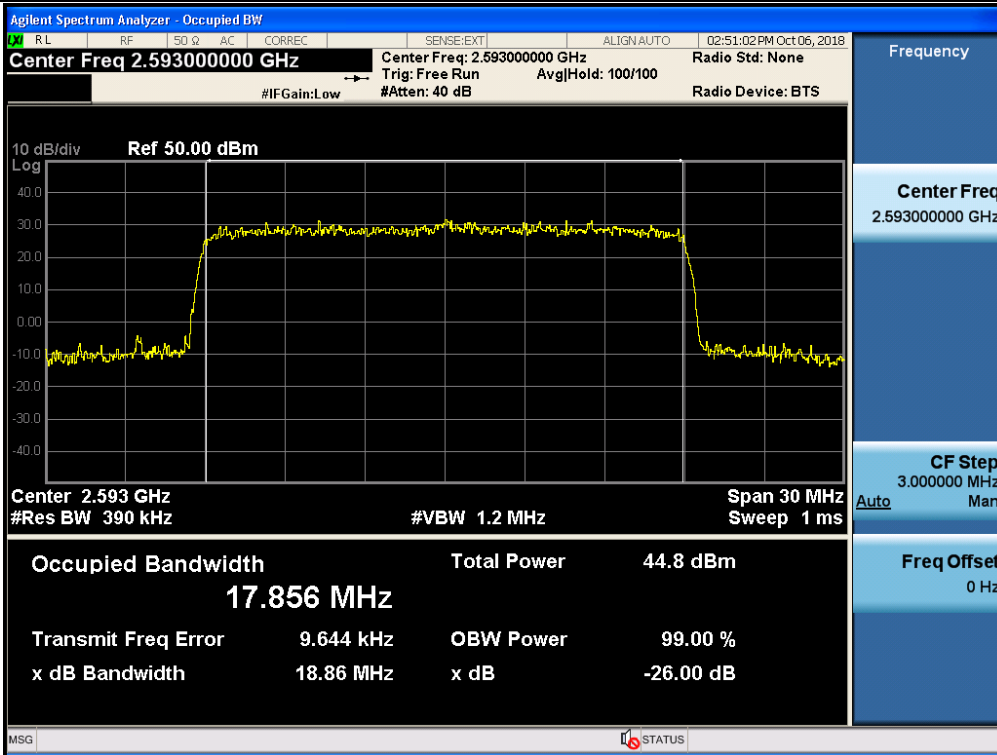 Agilent Spectrum Analyzer - Occupied BW
LXI RL RF 50 Ω AC CORREC SENSE:EXT ALIGN AUTO 02:51:02 PM Oct 06, 2018
Center Freq 2.593000000 GHz
Center Freq: 2.593000000 GHz
Radio Std: None
Trig: Free Run Avg|Hold: 100/100
#IFGain:Low #Atten: 40 dB Radio Device: BTS
Frequency
10 dB/div Ref 50.00 dBm
Log
40.0
30.0
20.0
10.0
0.00
-10.0
-20.0
-30.0
-40.0
Center Freq
2.593000000 GHz
Center 2.593 GHz Span 30 MHz
#Res BW 390 kHz #VBW 1.2 MHz Sweep 1 ms
CF Step
3.000000 MHz
Auto Man
Occupied Bandwidth Total Power 44.8 dBm
17.856 MHz
Transmit Freq Error 9.644 kHz OBW Power 99.00 %
x dB Bandwidth 18.86 MHz x dB -26.00 dB
Freq Offset
0 Hz
MSG STATUS